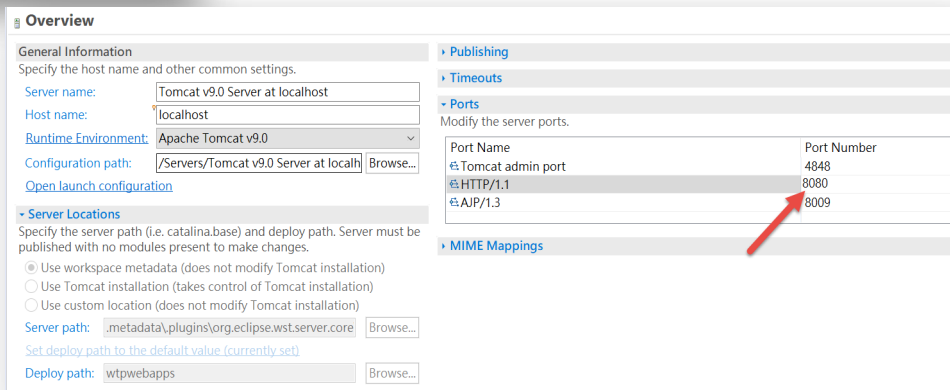 Overview
General Information
Specify the host name and other common settings.
Server name: Tomcat v9.0 Server at localhost
Host name: localhost
Runtime Environment: Apache Tomcat v9.0
Configuration path: /Servers/Tomcat v9.0 Server at localh Browse...
Open launch configuration
Server Locations
Specify the server path (i.e. catalina.base) and deploy path. Server must be
published with no modules present to make changes.
Use workspace metadata (does not modify Tomcat installation)
Use Tomcat installation (takes control of Tomcat installation)
Use custom location (does not modify Tomcat installation)
Server path: .metadata\.plugins\org.eclipse.wst.server.core Browse...
Set deploy path to the default value (currently set)
Deploy path: wtpwebapps Browse...
Publishing
Timeouts
Ports
Modify the server ports.
Port Name Port Number
Tomcat admin port 4848
HTTP/1.1 8080
AJP/1.3 8009
MIME Mappings